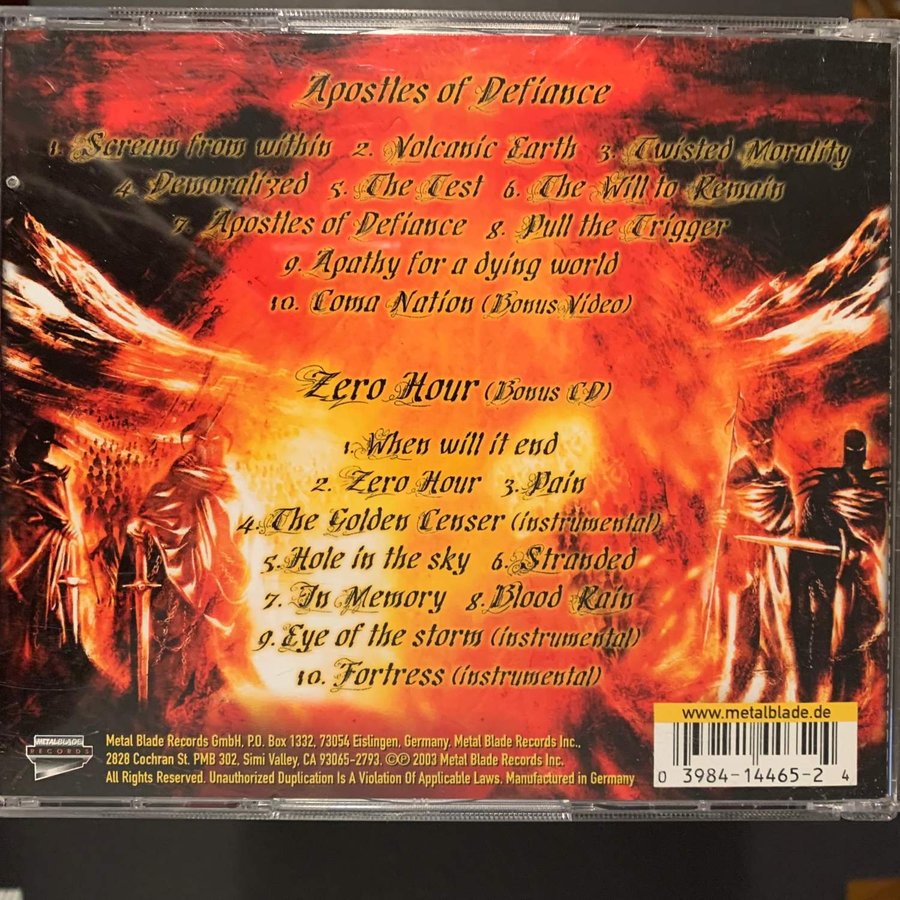 Apostles of Defiance
1. Scream from within 2. Volcanic Earth 3. Twisted Morality
4. Demoralized 5. The Test 6. The Will to Remain
7. Apostles of Defiance 8. Pull the Trigger
9. Apathy for a dying world
10. Coma Nation (Bonus Video)
Zero Hour (Bonus CD)
1. When will it end
2. Zero Hour 3. Pain
4. The Golden Censer (instrumental)
5. Hole in the sky 6. Stranded
7. In Memory 8. Blood Rain
9. Eye of the storm (instrumental)
10. Fortress (instrumental)
www.metalblade.de
METAL BLADE
RECORDS
Metal Blade Records GmbH, P.O. Box 1332, 73054 Eislingen, Germany, Metal Blade Records Inc.,
2828 Cochran St. PMB 302, Simi Valley, CA 93065-2793. ©℗ 2003 Metal Blade Records Inc.
All Rights Reserved. Unauthorized Duplication Is A Violation Of Applicable Laws. Manufactured in Germany
0 3984-14465-2 4